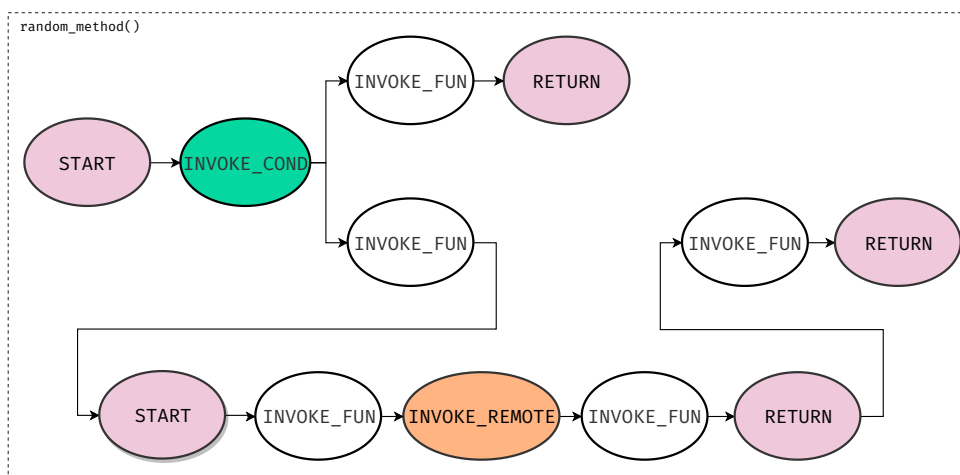 random_method()
INVOKE_FUN
RETURN
START
INVOKE_COND
INVOKE_FUN
INVOKE_FUN
RETURN
START
INVOKE_FUN
INVOKE_REMOTE
INVOKE_FUN
RETURN